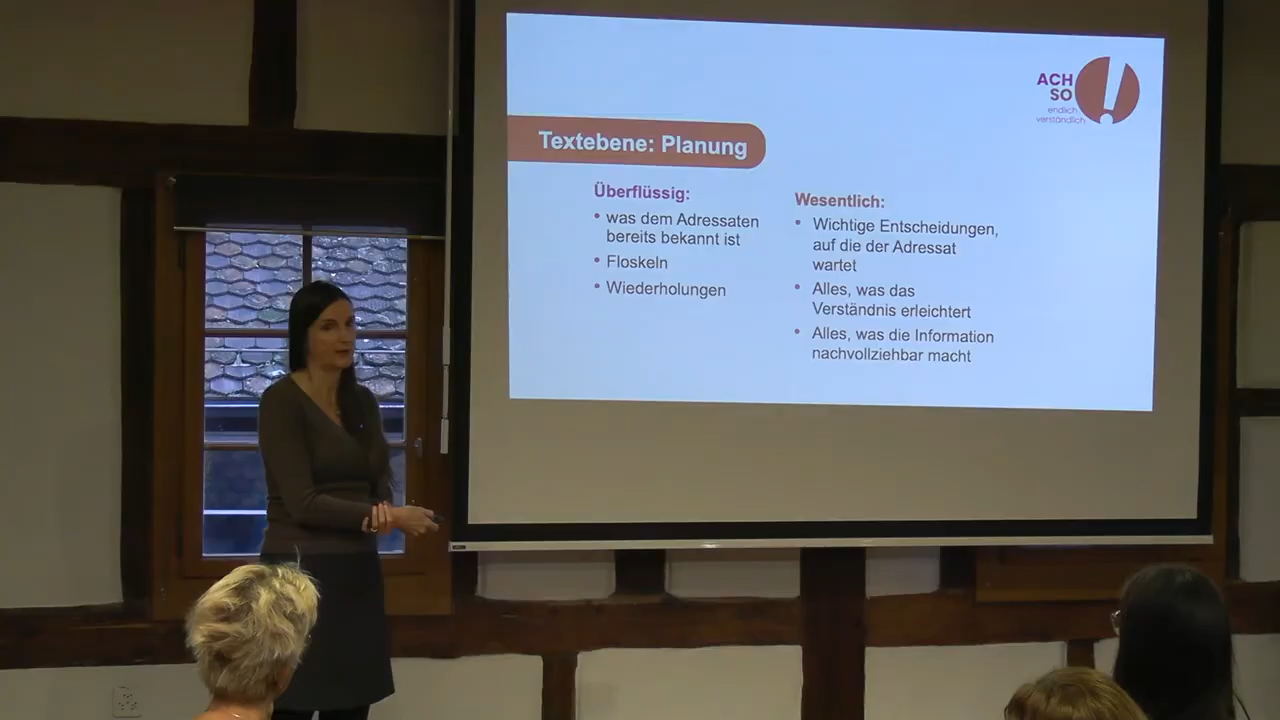 ACH
SO
endlich
verständlich
Textebene: Planung
Überflüssig:
• was dem Adressaten
bereits bekannt ist
• Floskeln
• Wiederholungen
Wesentlich:
• Wichtige Entscheidungen,
auf die der Adressat
wartet
• Alles, was das
Verständnis erleichtert
• Alles, was die Information
nachvollziehbar macht